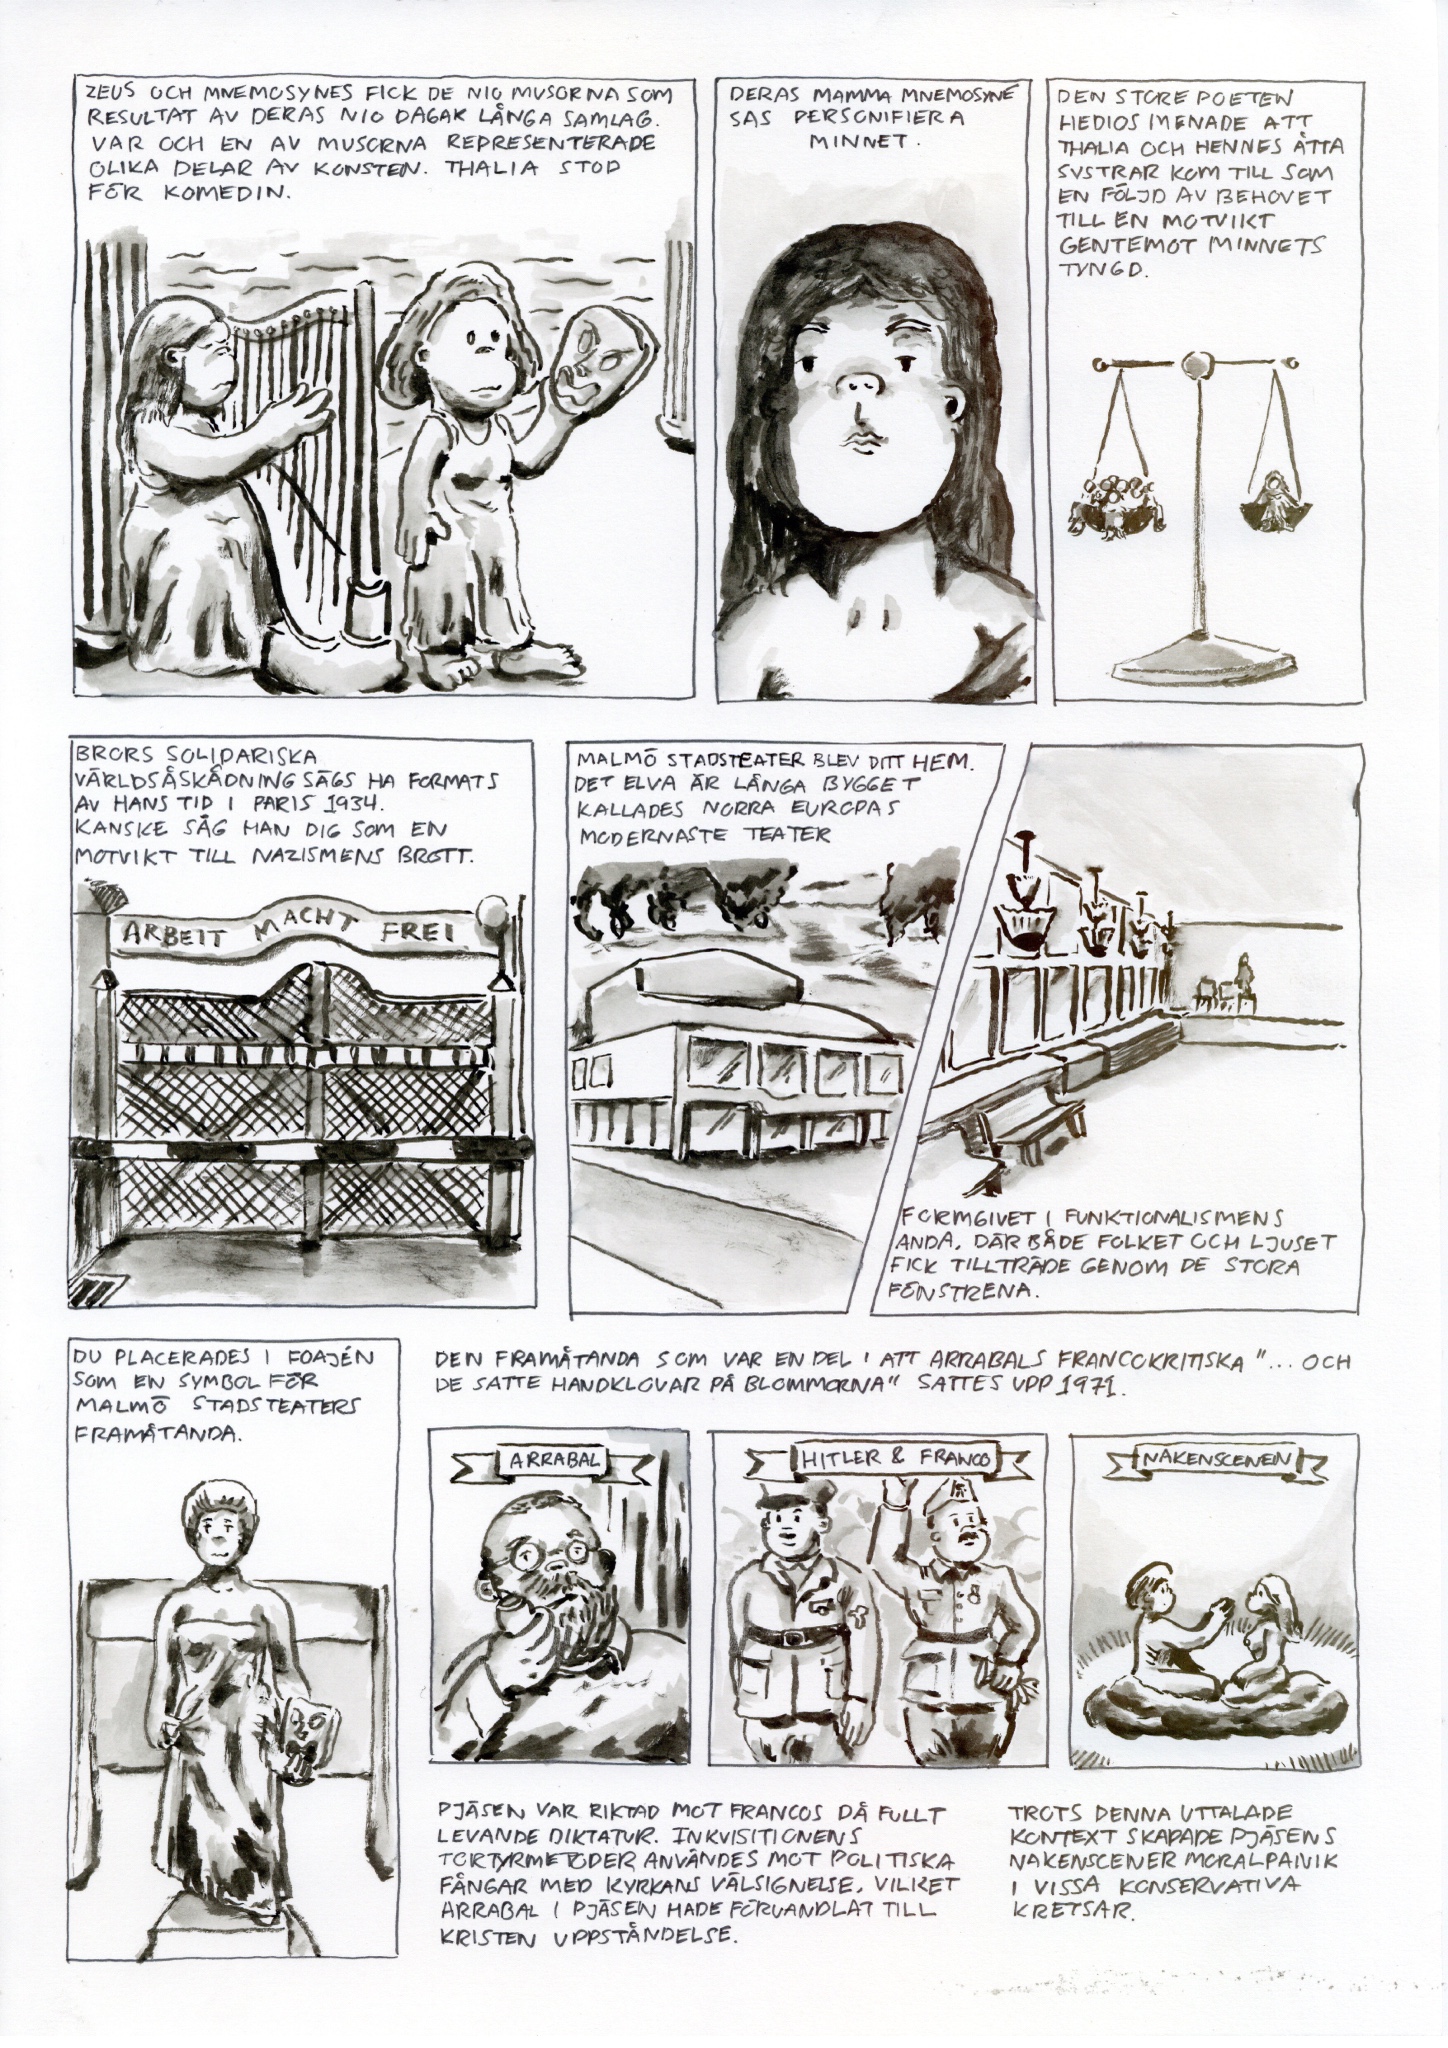 ZEUS OCH MNEMOSYNES FICK DE NIO MUSORNA SOM
RESULTAT AV DERAS NIO DAGAR LÅNGA SAMLAG.
VAR OCH EN AV MUSORNA REPRESENTERADE
OLIKA DELAR AV KONSTEN. THALIA STOD
FÖR KOMEDIN.
DERAS MAMMA MNEMOSYNE
SÄS PERSONIFIERA
MINNET.
DEN STORE POETEN
HEDIOS MENADE ATT
THALIA OCH HENNES ÅTTA
SYSTRAR KOM TILL SOM
EN FÖLJD AV BEHOVET
TILL EN MOTVIKT
GENTEMOT MINNETS
TYNGD.
BRORS SOLIDARISKA
VÄRLDSÅSKÅDNING SÄGS HA FORMATS
AV HANS TID I PARIS 1934.
KANSKE SÅG HAN DIG SOM EN
MOTVIKT TILL NAZISMENS BROTT.
ARBEIT MACHT FREI
MALMÖ STADSTEATER BLEV DITT HEM.
DET ELVA ÅR LÅNGA BYGGET
KALLADES NORRA EUROPAS
MODERNASTE TEATER
FORMGIVET I FUNKTIONALISMENS
ANDA, DÄR BÅDE FOLKET OCH LJUSET
FICK TILLTRÄDE GENOM DE STORA
FÖNSTRENA.
DU PLACERADES I FOAJÉN
SOM EN SYMBOL FÖR
MALMÖ STADSTEATERS
FRAMÅTANDA.
DEN FRAMÅTANDA SOM VAR EN DEL I ATT ARRABALS FRANCOKRITISKA "... OCH
DE SATTE HANDKLOVAR PÅ BLOMMORNA" SATTES UPP 1971.
ARRABAL
HITLER & FRANCO
NAKENSCENEN
PJÄSEN VAR RIKTAD MOT FRANCOS DÅ FULLT
LEVANDE DIKTATUR. INKVISITIONENS
TORTYRMETODER ANVÄNDES MOT POLITISKA
FÅNGAR MED KYRKANS VÄLSIGNELSE, VILKET
ARRABAL I PJÄSEN HADE FÖRVANDLAT TILL
KRISTEN UPPSTÅNDELSE.
TROTS DENNA UTTALADE
KONTEXT SKAPADE PJÄSENS
NAKENSCENER MORALPANIK
I VISSA KONSERVATIVA
KRETSAR.